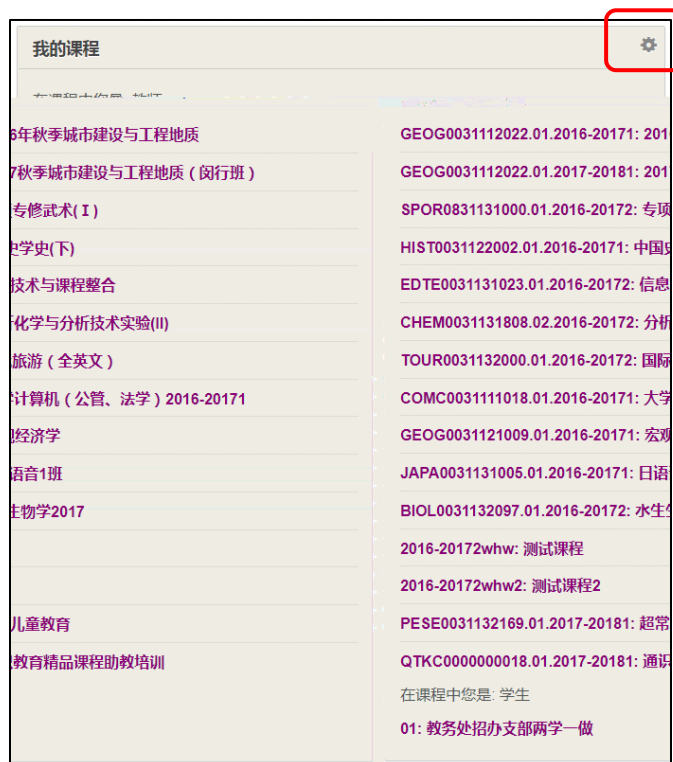 我的课程
在课程中您是: 教师
6年秋季城市建设与工程地质
7秋季城市建设与工程地质（闵行班）
专修武术(I)
史学史(下)
技术与课程整合
化学与分析技术实验(II)
旅游（全英文）
计算机（公管、法学）2016-20171
经济学
语音1班
生物学2017
儿童教育
教育精品课程助教培训
GEOG0031112022.01.2016-20171: 201
GEOG0031112022.01.2017-20181: 201
SPOR0831131000.01.2016-20172: 专项
HIST0031122002.01.2016-20171: 中国史
EDTE0031131023.01.2016-20172: 信息
CHEM0031131808.02.2016-20172: 分析
TOUR0031132000.01.2016-20172: 国际
COMC0031111018.01.2016-20171: 大学
GEOG0031121009.01.2016-20171: 宏观
JAPA0031131005.01.2016-20171: 日语
BIOL0031132097.01.2016-20172: 水生生
2016-20172whw: 测试课程
2016-20172whw2: 测试课程2
PESE0031132169.01.2017-20181: 超常
QTKC0000000018.01.2017-20181: 通识
在课程中您是: 学生
01: 教务处招办支部两学一做